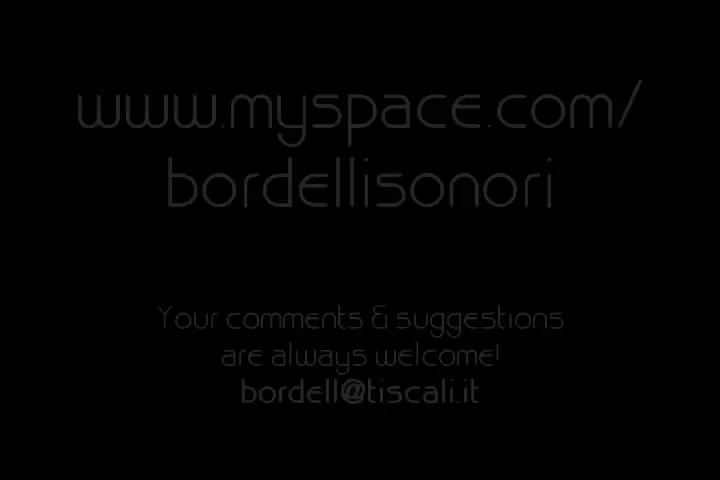 www.myspace.com/
bordellisonori
Your comments & suggestions
are always welcome!
bordell@tiscali.it